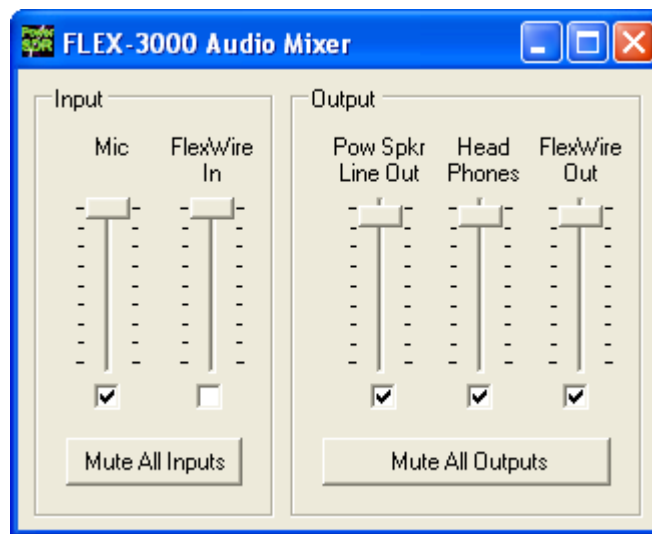 Power
SDR
FLEX-3000 Audio Mixer
Input
Output
Mic
FlexWire
In
Pow Spkr
Line Out
Head
Phones
FlexWire
Out
Mute All Inputs
Mute All Outputs